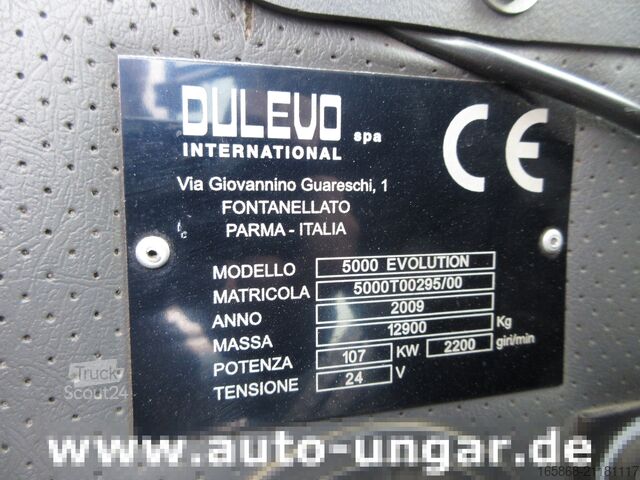 DULEVO spa
INTERNATIONAL
CE
Via Giovannino Guareschi, 1
FONTANELLATO
PARMA - ITALIA
MODELLO 5000 EVOLUTION
MATRICOLA 5000T00295/00
ANNO 2009
MASSA 12900 Kg
POTENZA 107 KW 2200 giri/min
TENSIONE 24 V
Truck
Scout24
www.auto-ungar.de